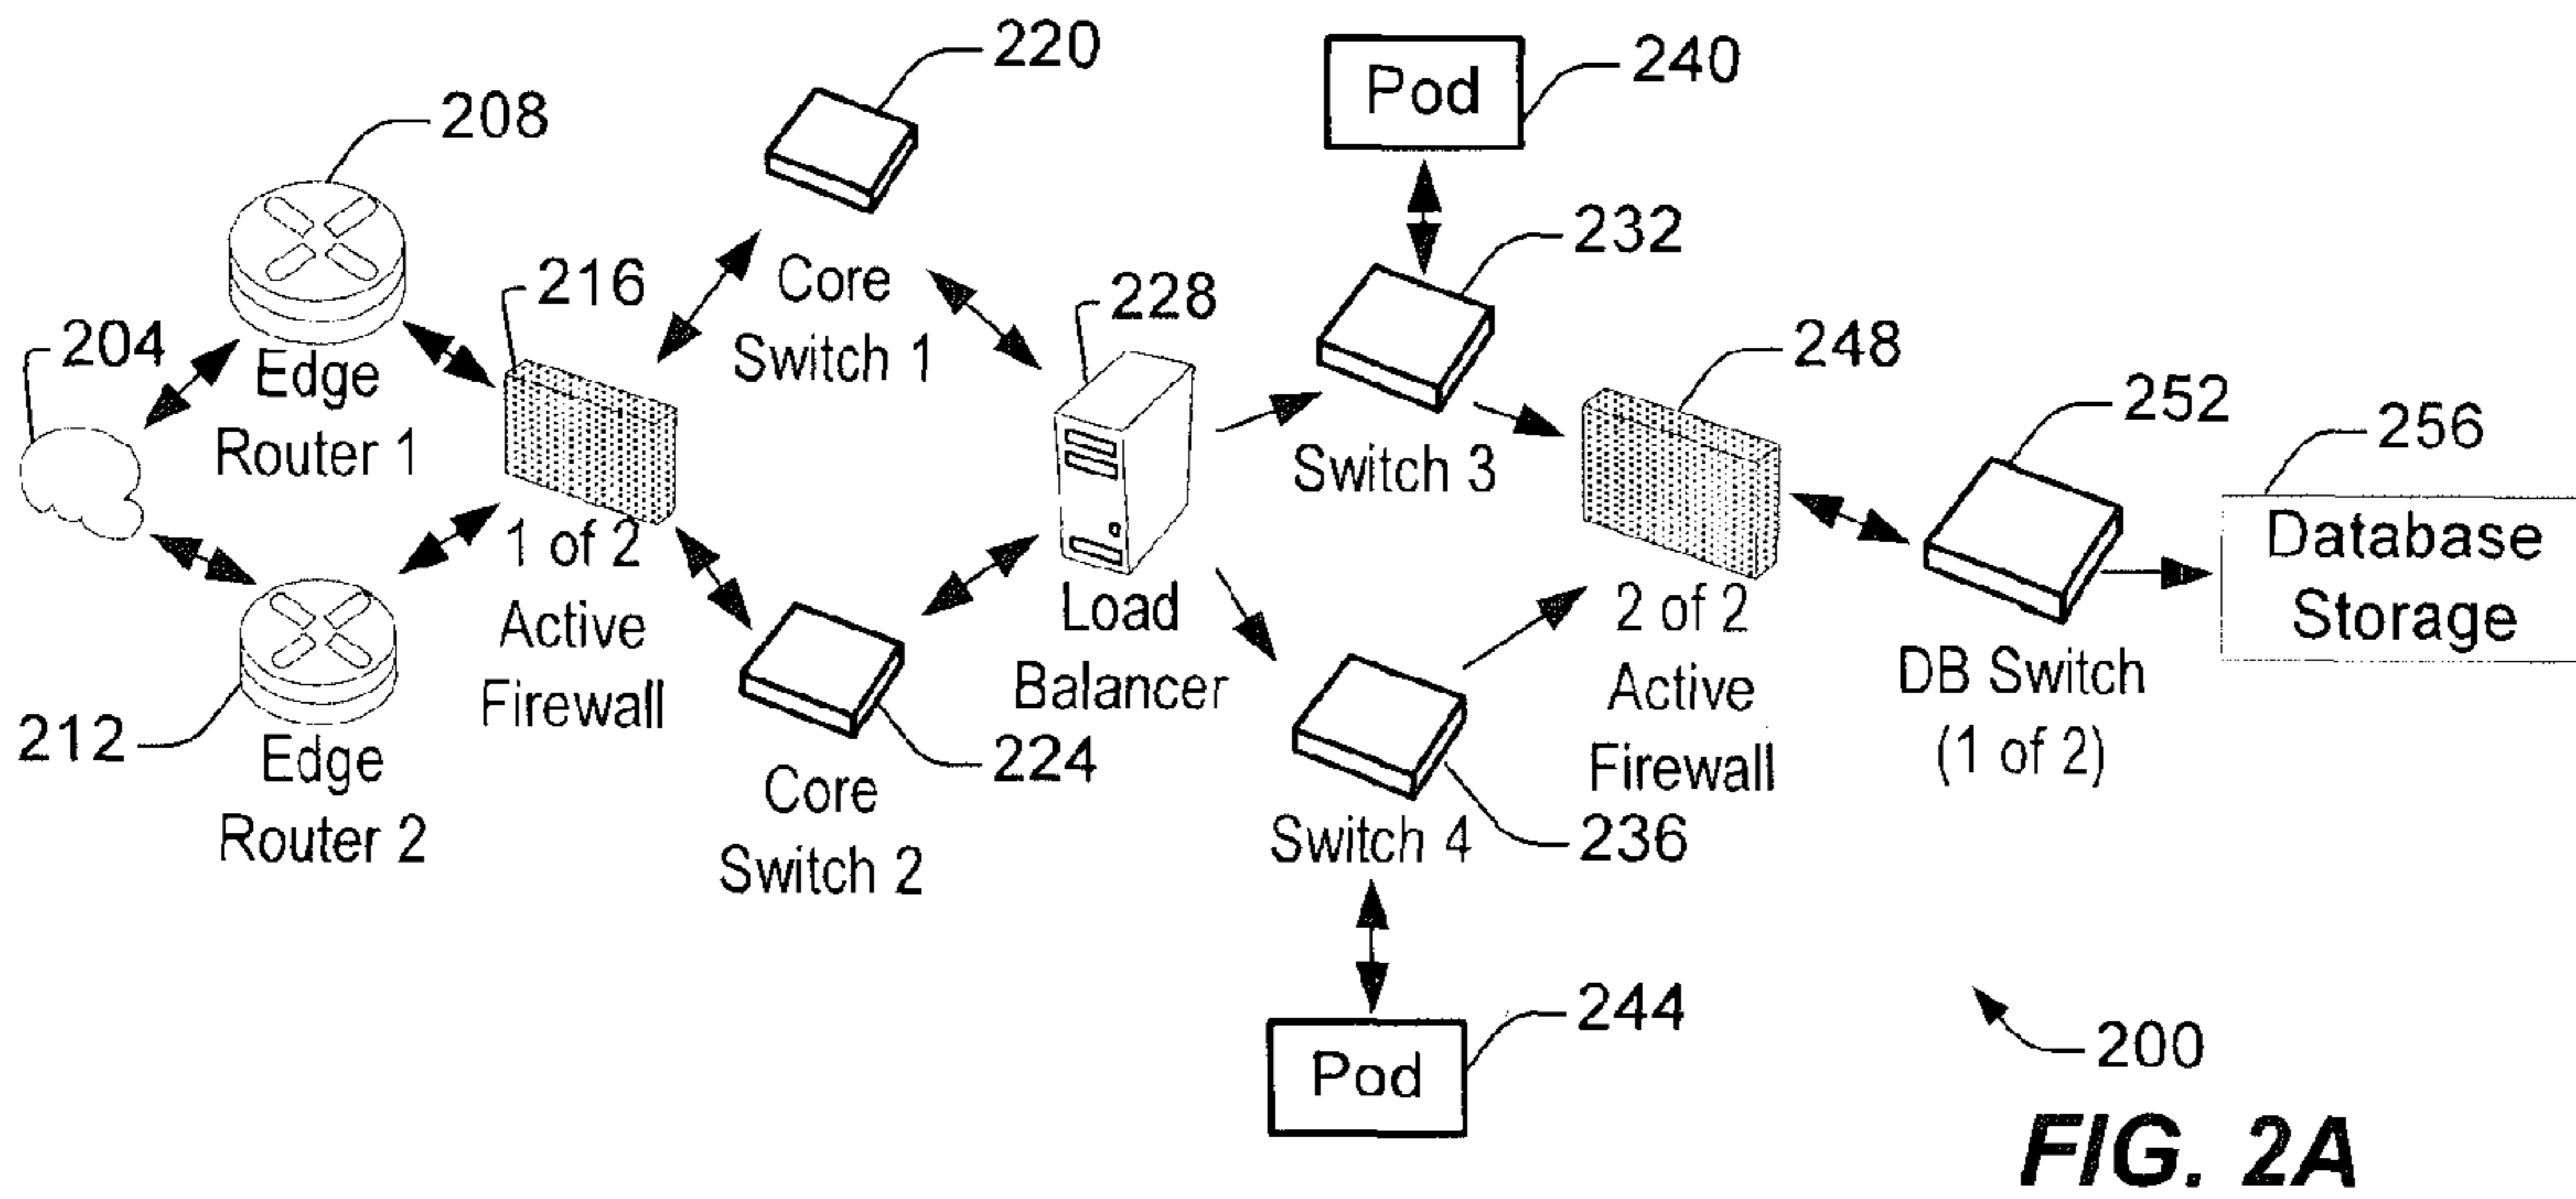 220
240
Pod
208
232
216
Core
Switch 1
228
204
Edge
Router 1
248
252
256
Switch 3
Database
Storage
1 of 2
Active
Firewall
Load
Balancer
2 of 2
Active
Firewall
DB Switch
(1 of 2)
212
Edge
Router 2
224
Core
Switch 2
Switch 4
236
244
Pod
200
FIG. 2A